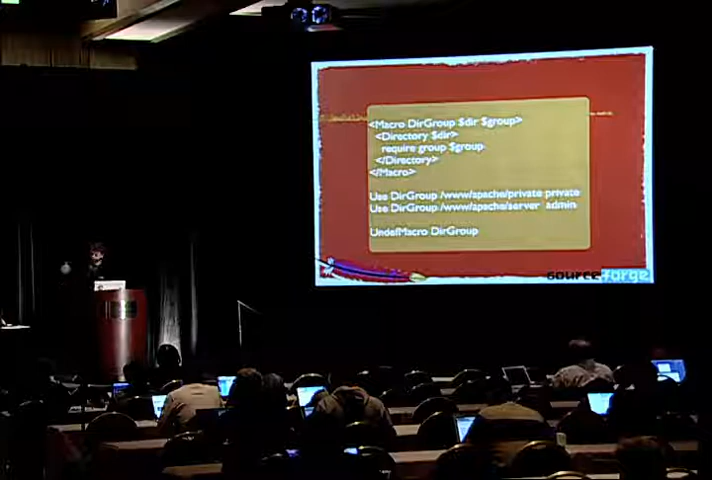 <Macro DirGroup $dir $group>
<Directory $dir>
require group $group
</Directory>
</Macro>
Use DirGroup /www/apache/private private
Use DirGroup /www/apache/server admin
UndefMacro DirGroup
sourceforge